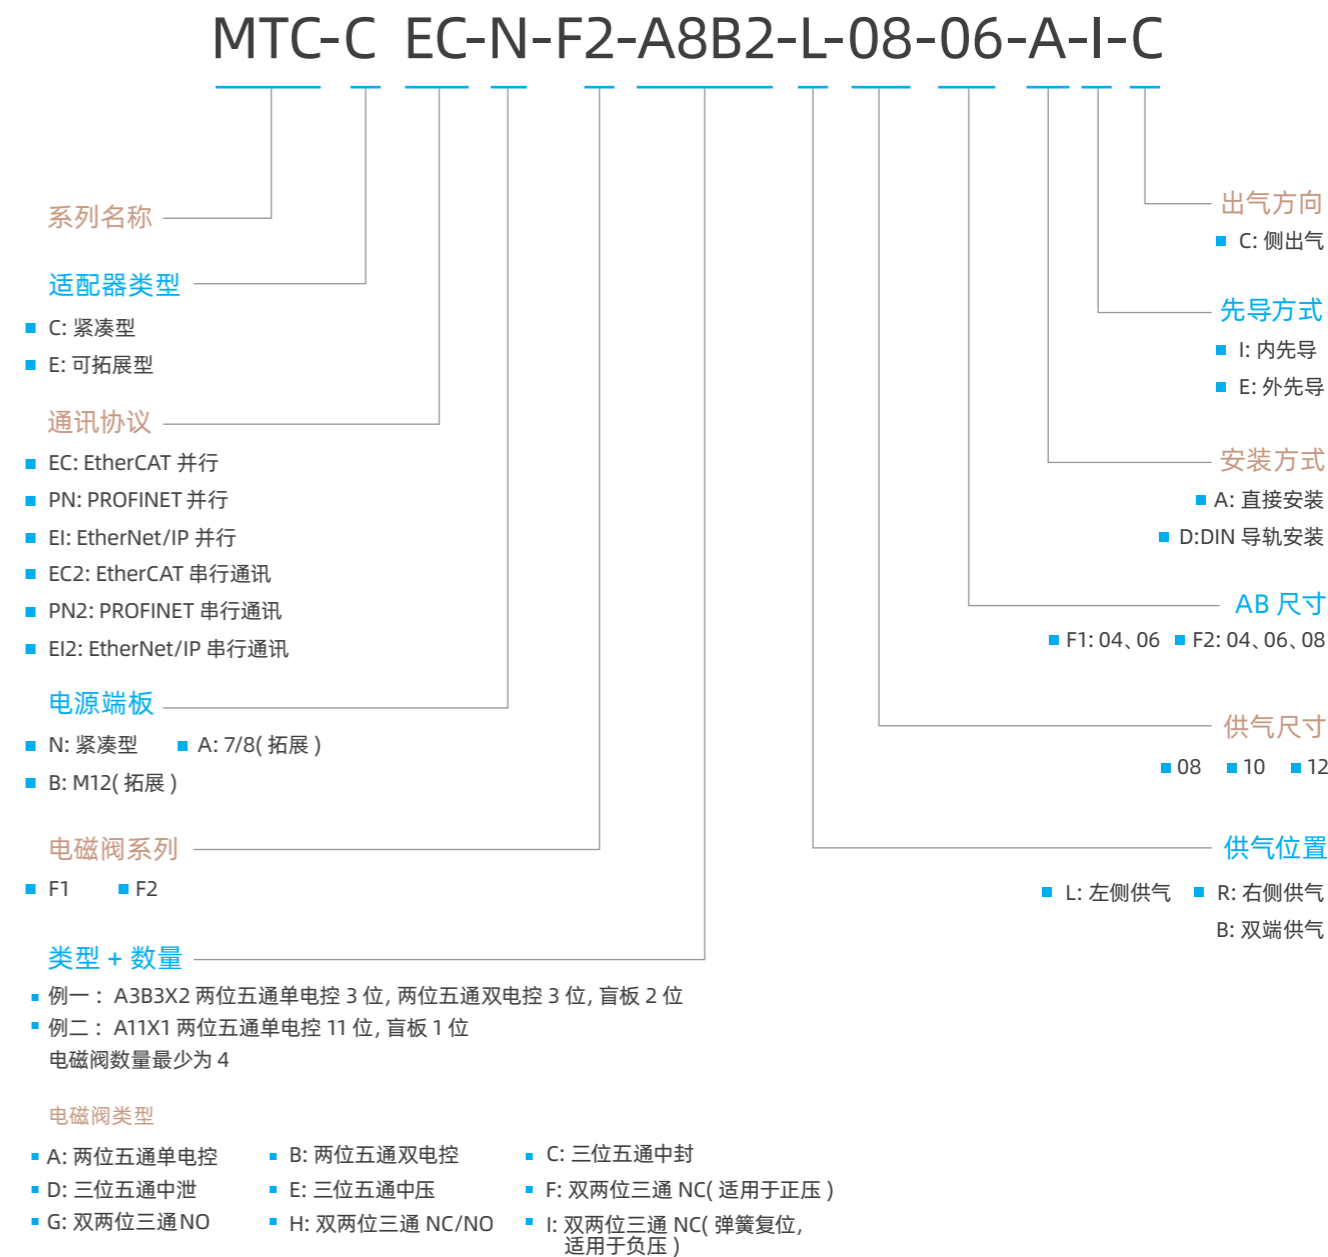 MTC-C EC-N-F2-A8B2-L-08-06-A-I-C
系列名称
适配器类型
C: 紧凑型
E: 可拓展型
通讯协议
EC: EtherCAT 并行
PN: PROFINET 并行
EI: EtherNet/IP 并行
EC2: EtherCAT 串行通讯
PN2: PROFINET 串行通讯
EI2: EtherNet/IP 串行通讯
电源端板
N: 紧凑型 A: 7/8( 拓展 )
B: M12( 拓展 )
电磁阀系列
F1 F2
类型 + 数量
例一 : A3B3X2 两位五通单电控 3 位, 两位五通双电控 3 位, 盲板 2 位
例二 : A11X1 两位五通单电控 11 位, 盲板 1 位
电磁阀数量最少为 4
电磁阀类型
A: 两位五通单电控 B: 两位五通双电控 C: 三位五通中封
D: 三位五通中泄 E: 三位五通中压 F: 双两位三通 NC( 适用于正压 )
G: 双两位三通NO H: 双两位三通 NC/NO I: 双两位三通 NC( 弹簧复位,
适用于负压 )
出气方向
C: 侧出气
先导方式
I: 内先导
E: 外先导
安装方式
A: 直接安装
D:DIN 导轨安装
AB 尺寸
F1: 04、06 F2: 04、06、08
供气尺寸
08 10 12
供气位置
L: 左侧供气 R: 右侧供气
B: 双端供气